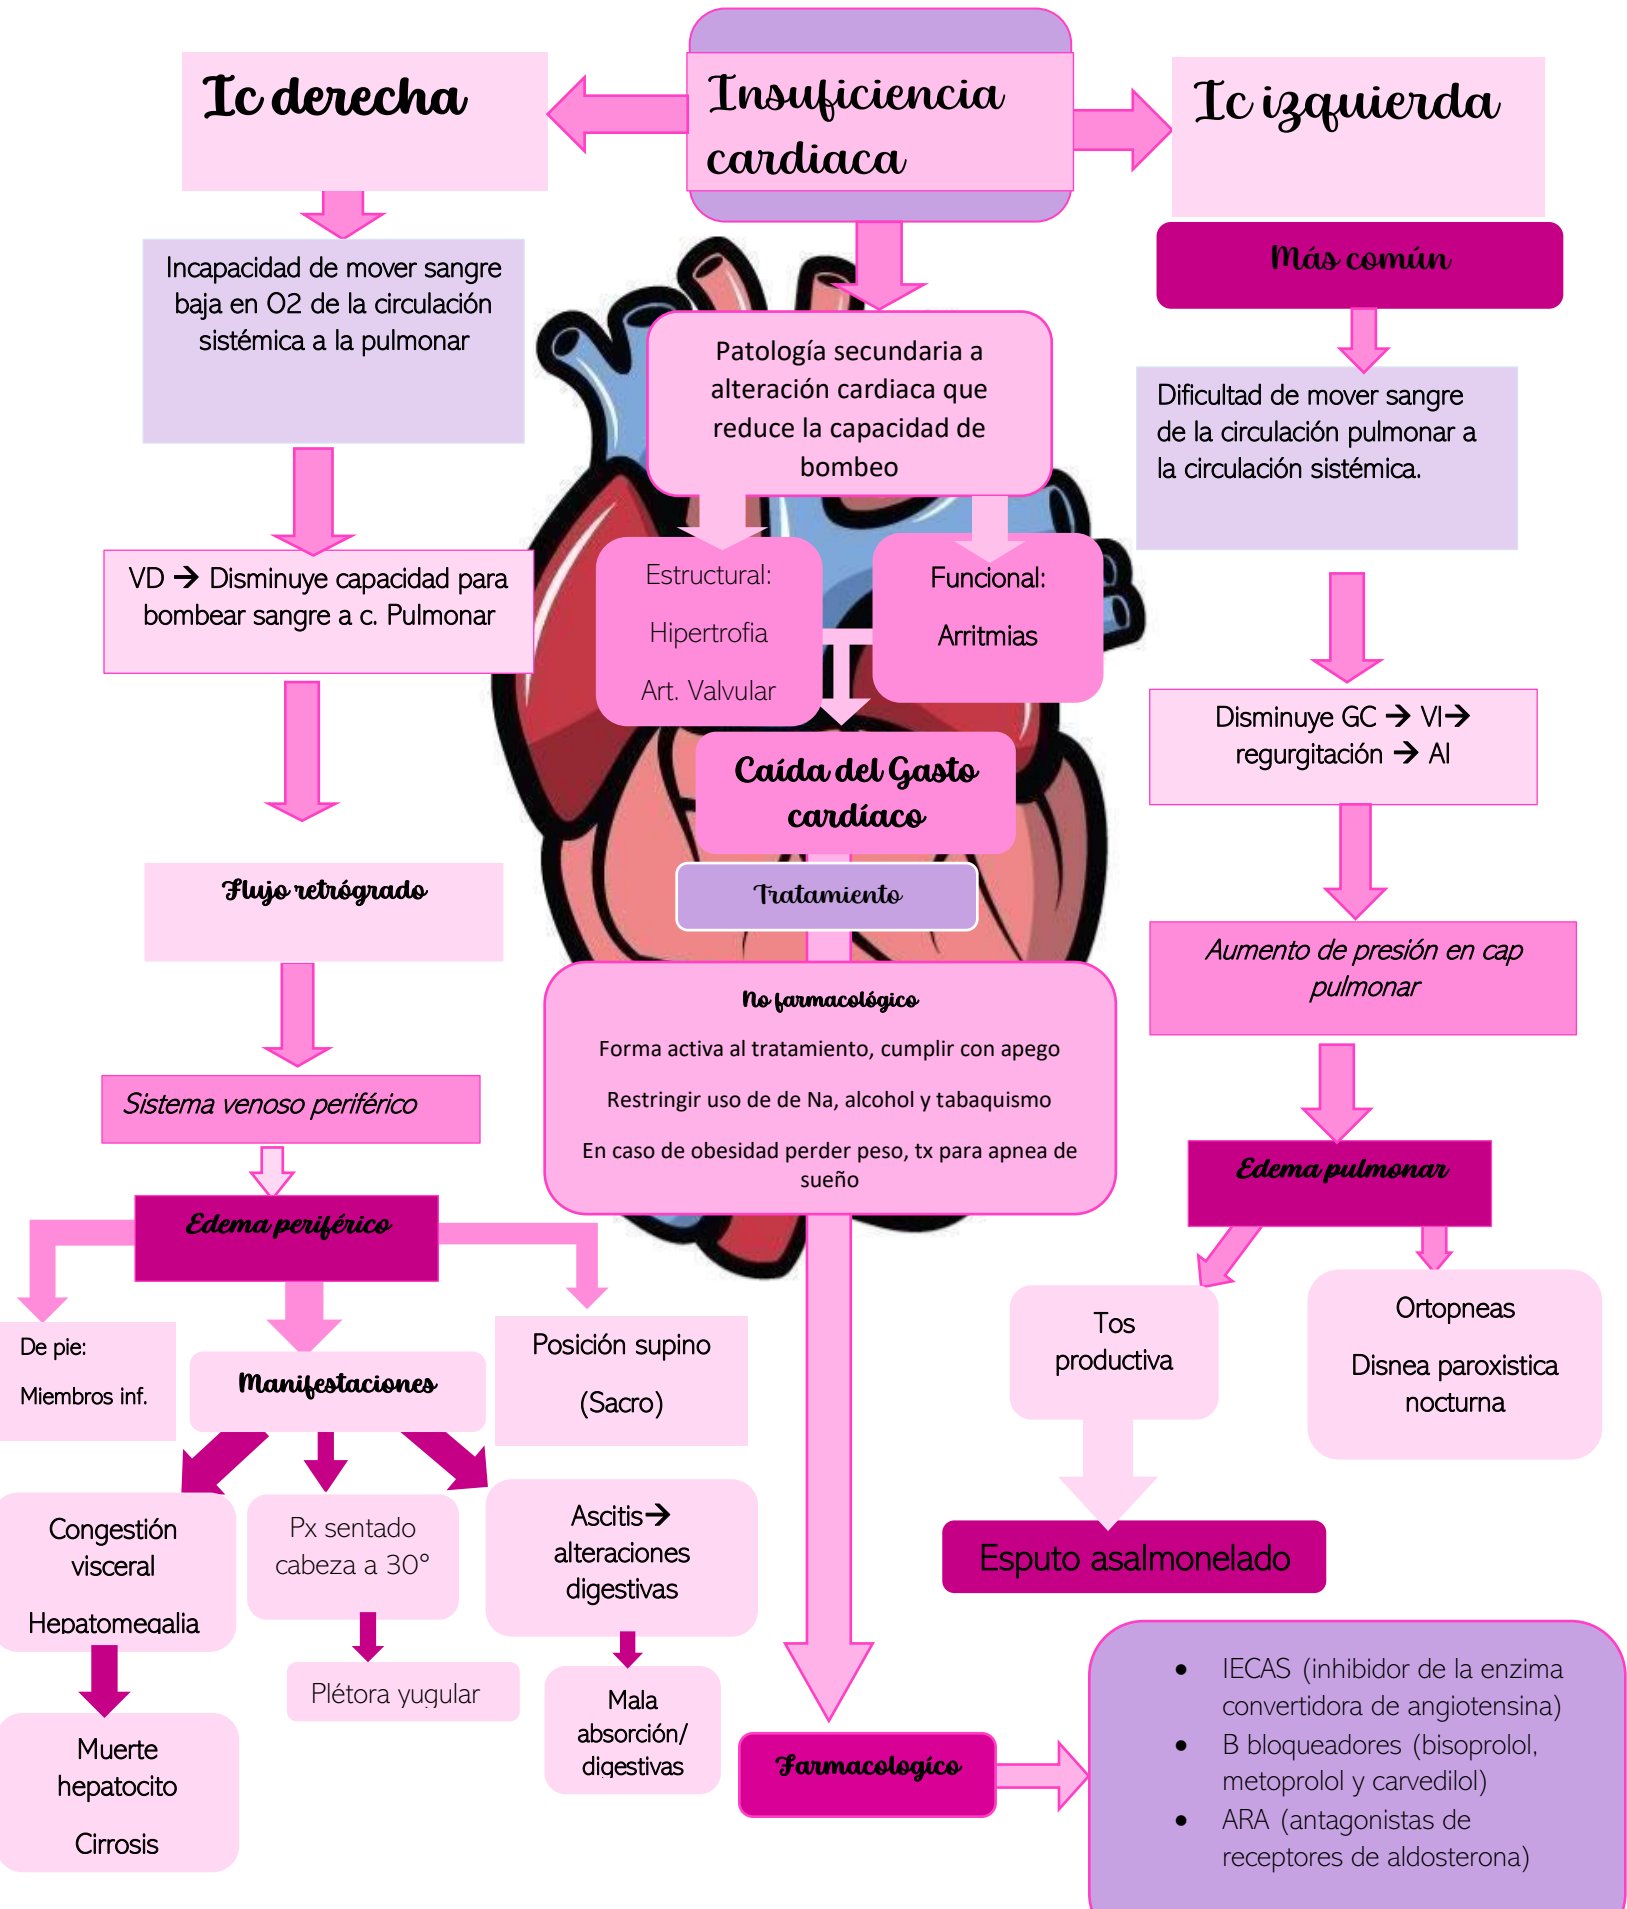 Ic derecha
Insuficiencia
cardiaca
Ic izquierda
Más común
Incapacidad de mover sangre
baja en O2 de la circulación
sistémica a la pulmonar
Patología secundaria a
alteración cardiaca que
reduce la capacidad de
bombeo
Dificultad de mover sangre
de la circulación pulmonar a
la circulación sistémica.
VD → Disminuye capacidad para
bombear sangre a c. Pulmonar
Estructural:
Hipertrofia
Art. Valvular
Funcional:
Arritmias
Disminuye GC → VI→
regurgitación → AI
Caída del Gasto
cardíaco
Flujo retrógrado
Tratamiento
Aumento de presión en cap
pulmonar
No farmacológico
Forma activa al tratamiento, cumplir con apego
Restringir uso de de Na, alcohol y tabaquismo
En caso de obesidad perder peso, tx para apnea de
sueño
Sistema venoso periférico
Edema pulmonar
Edema periférico
De pie:
Miembros inf.
Manifestaciones
Posición supino
(Sacro)
Tos
productiva
Ortopneas
Disnea paroxistica
nocturna
Congestión
visceral
Hepatomegalia
Px sentado
cabeza a 30°
Ascitis→
alteraciones
digestivas
Esputo asalmonelado
Plétora yugular
Mala
absorción/
digestivas
Muerte
hepatocito
Cirrosis
Farmacologíco
• IECAS (inhibidor de la enzima
convertidora de angiotensina)
• B bloqueadores (bisoprolol,
metoprolol y carvedilol)
• ARA (antagonistas de
receptores de aldosterona)